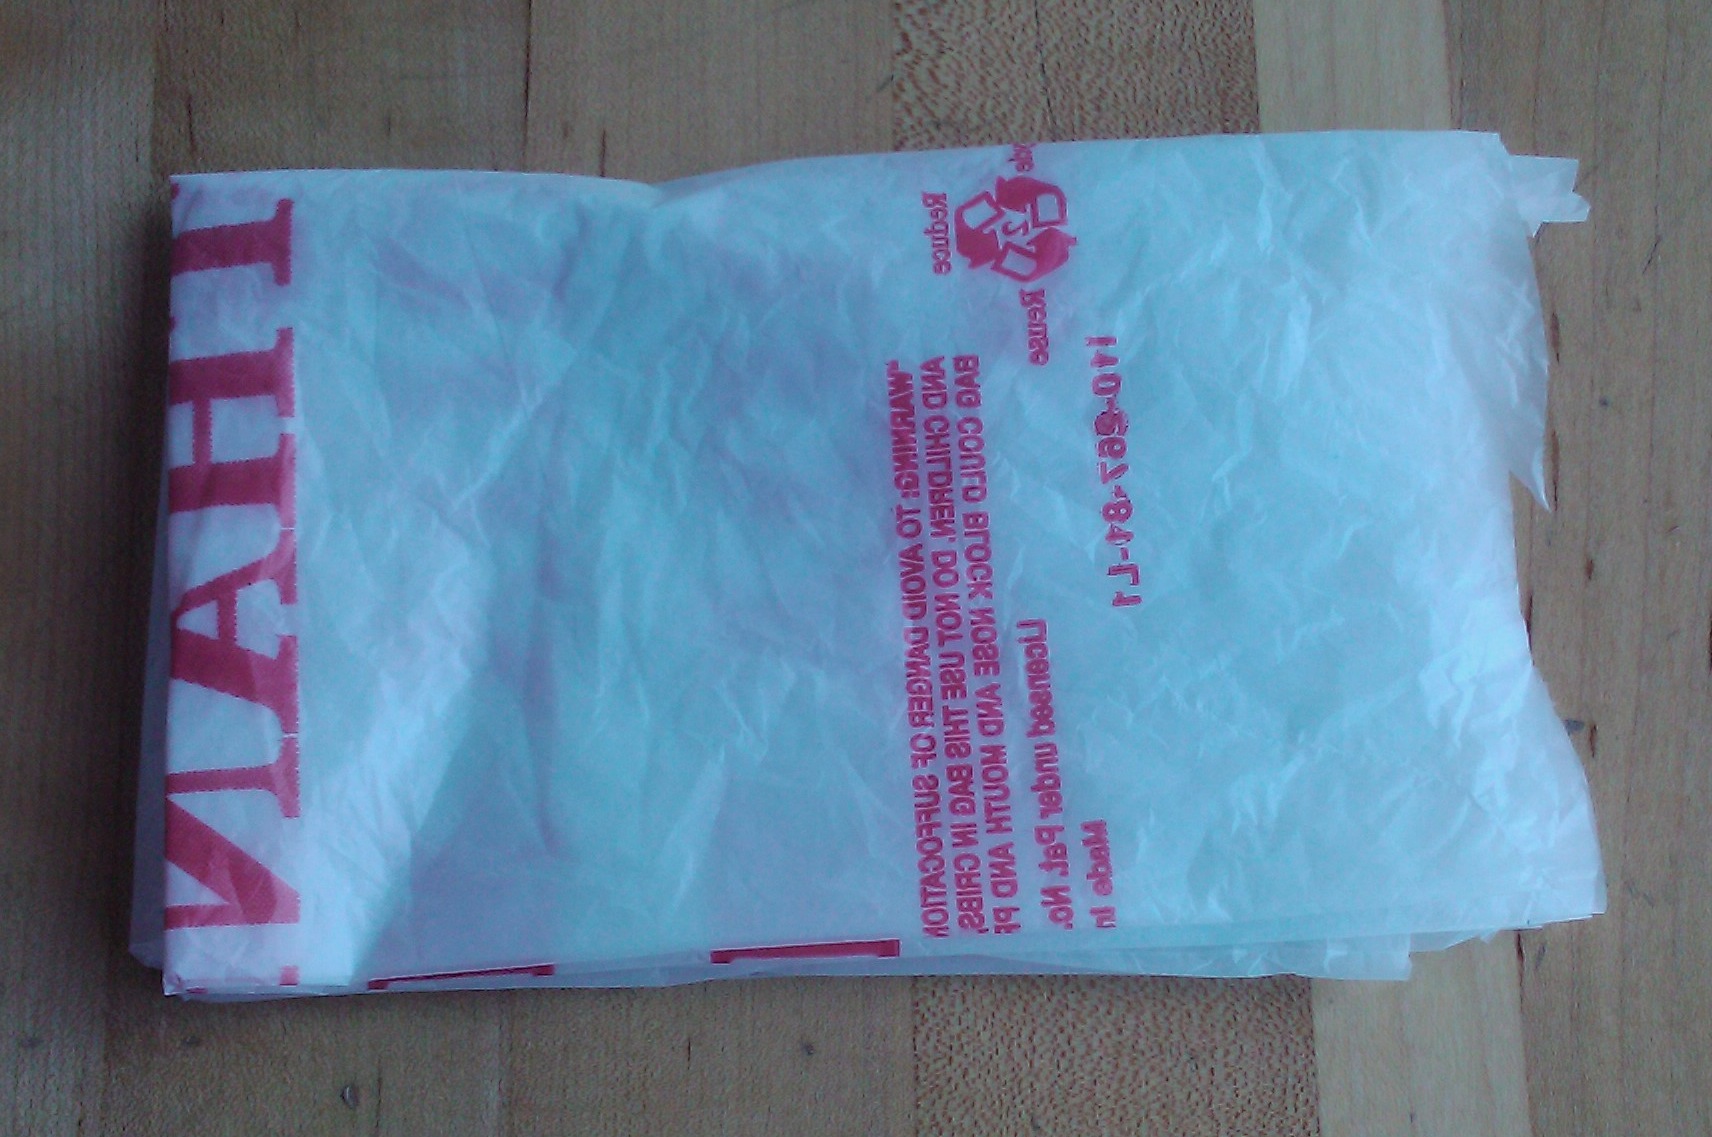 THAN
Reduce
Reuse
"WARNING: TO AVOID DANGER OF SUFFOCATION
AND CHILDREN. DO NOT USE THIS BAG IN CRIBS,
BAG COULD BLOCK NOSE AND MOUTH AND P
Licensed under Pat. No.
Made In